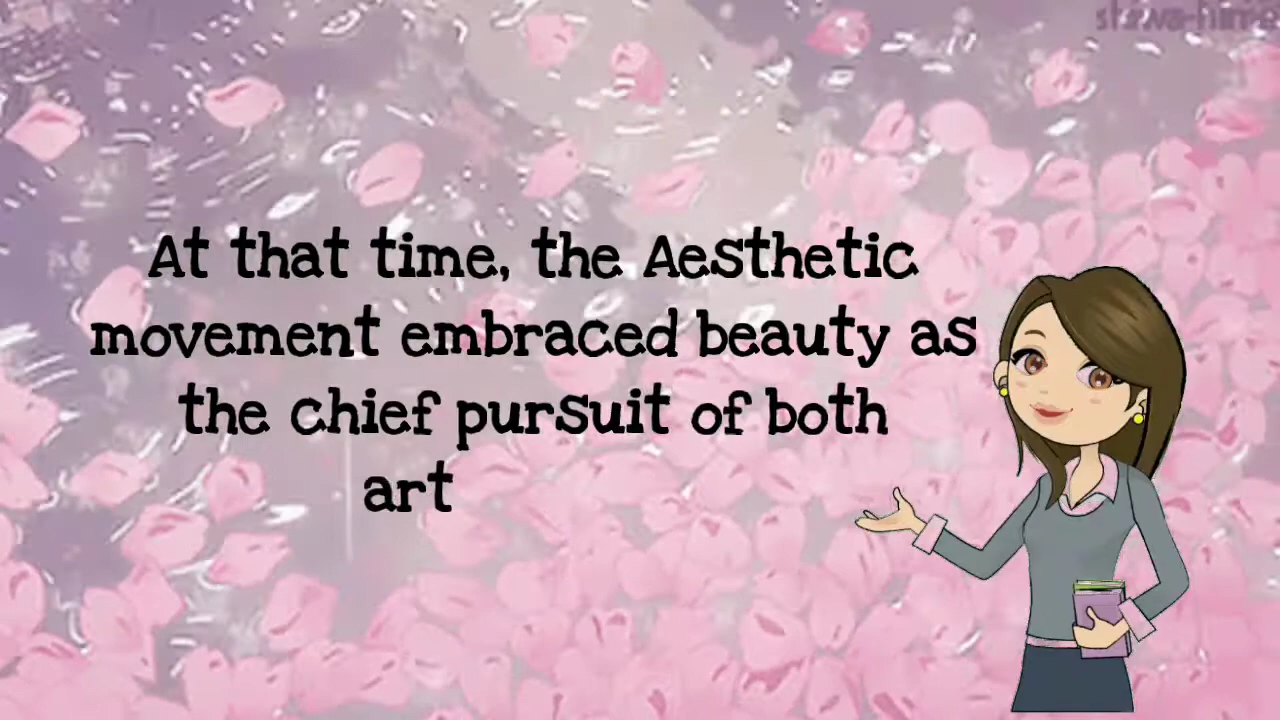 At that time, the Aesthetic
movement embraced beauty as
the chief pursuit of both
art